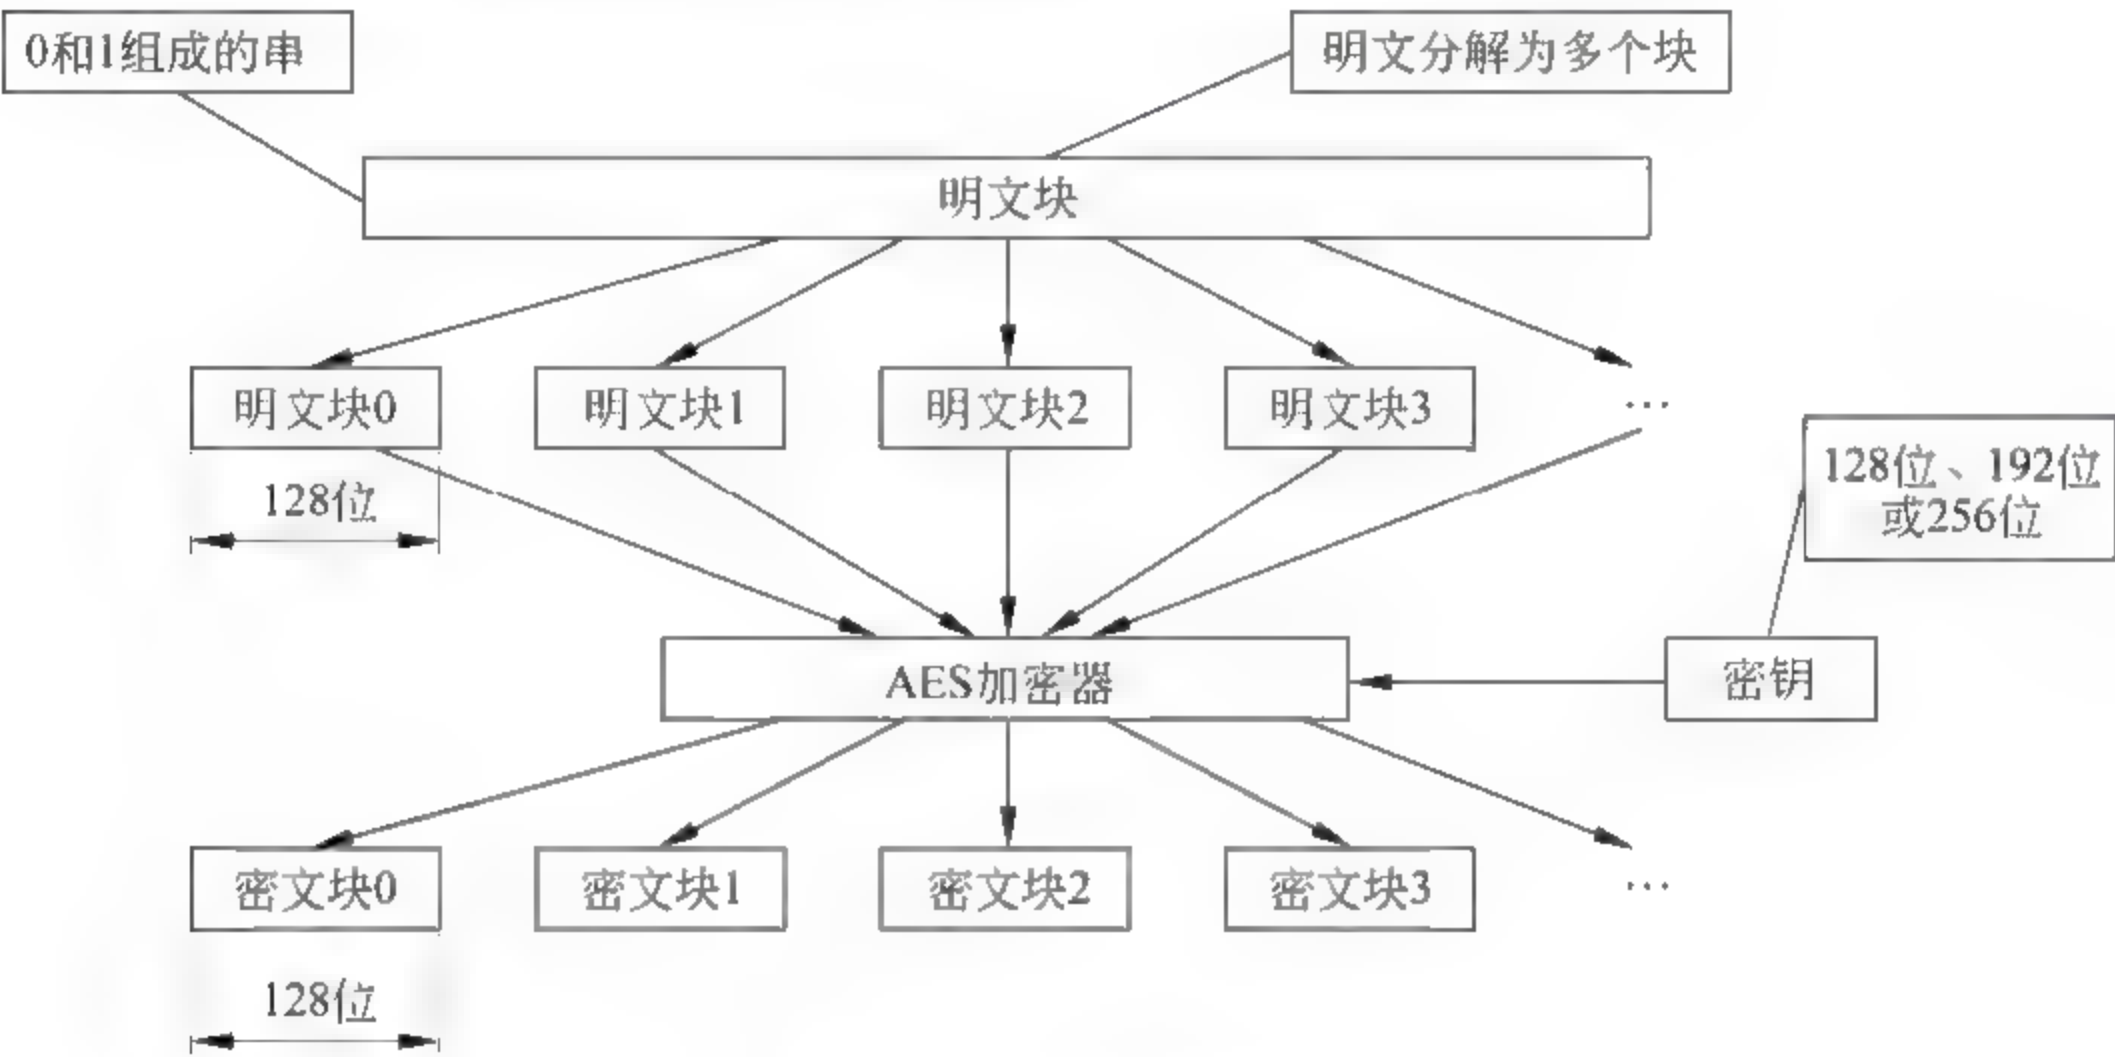 0和1组成的串
明文分解为多个块
明文块
明文块0
明文块1
明文块2
明文块3
…
128位、192位
或256位
128位
AES加密器
密钥
密文块0
密文块1
密文块2
密文块3
…
128位